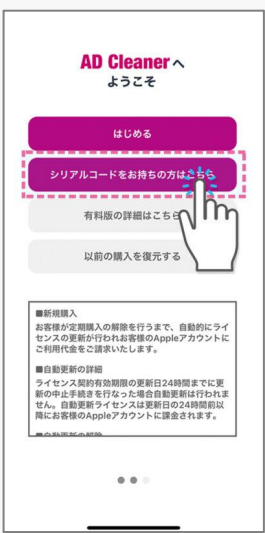 AD Cleaner へ
ようこそ
はじめる
シリアルコードをお持ちの方はこちら
有料版の詳細はこちら
以前の購入を復元する
■新規購入
お客様が定期購入の解除を行うまで、自動的にライ
センスの更新が行われお客様のAppleアカウントに
ご利用代金をご請求いたします。
■自動更新の詳細
ライセンス契約有効期限の更新日24時間までに更
新の中止手続きを行なった場合自動更新は行われま
せん。自動更新ライセンスは更新日の24時間前以
降にお客様のAppleアカウントに課金されます。
■自動更新の解除